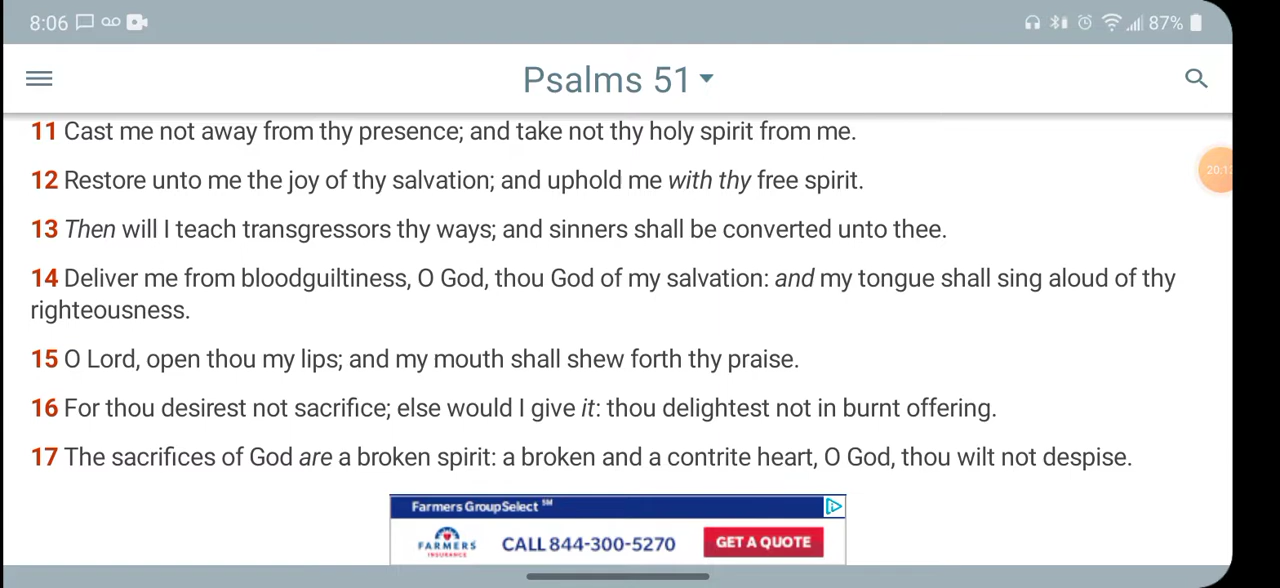 8:06 87%
Psalms 51
11 Cast me not away from thy presence; and take not thy holy spirit from me.
20:1
12 Restore unto me the joy of thy salvation; and uphold me with thy free spirit.
13 Then will I teach transgressors thy ways; and sinners shall be converted unto thee.
14 Deliver me from bloodguiltiness, O God, thou God of my salvation: and my tongue shall sing aloud of thy
righteousness.
15 O Lord, open thou my lips; and my mouth shall shew forth thy praise.
16 For thou desirest not sacrifice; else would I give it: thou delightest not in burnt offering.
17 The sacrifices of God are a broken spirit: a broken and a contrite heart, O God, thou wilt not despise.
Farmers GroupSelect SM
FARMERS
INSURANCE
CALL 844-300-5270
GET A QUOTE